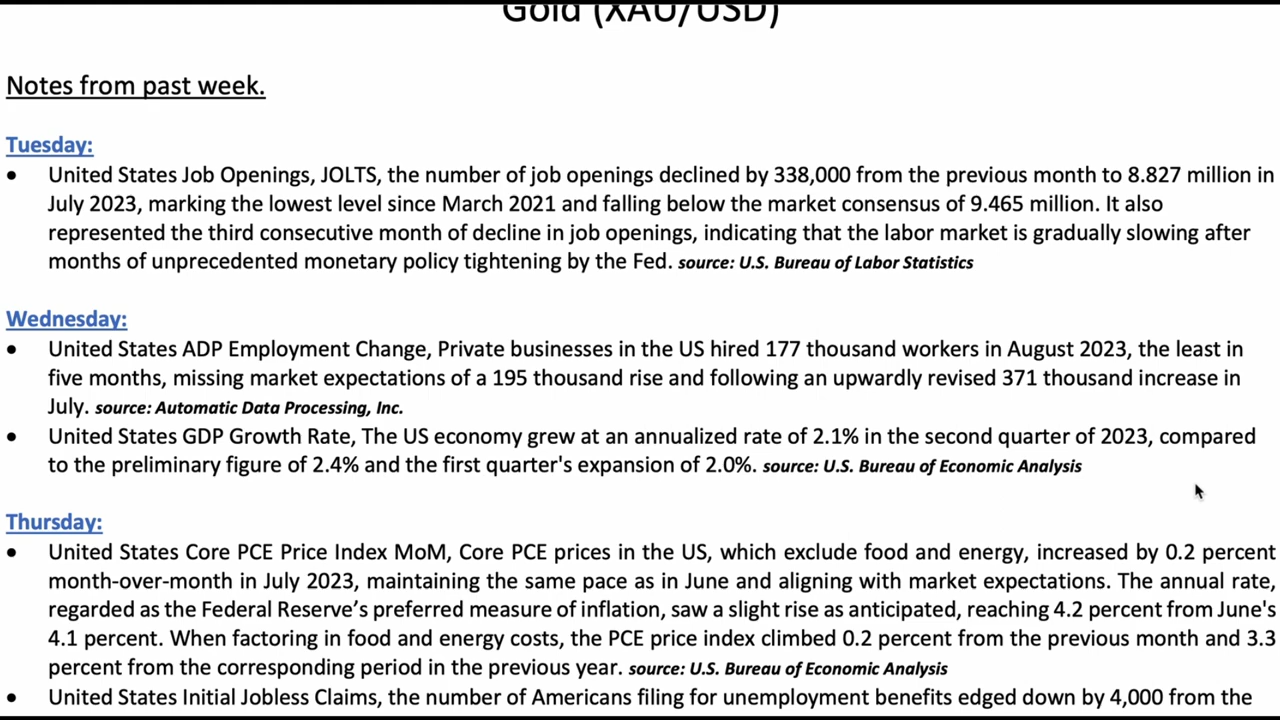 Gold (XAU/USD)
Notes from past week.
Tuesday:
• United States Job Openings, JOLTS, the number of job openings declined by 338,000 from the previous month to 8.827 million in
July 2023, marking the lowest level since March 2021 and falling below the market consensus of 9.465 million. It also
represented the third consecutive month of decline in job openings, indicating that the labor market is gradually slowing after
months of unprecedented monetary policy tightening by the Fed. source: U.S. Bureau of Labor Statistics
Wednesday:
• United States ADP Employment Change, Private businesses in the US hired 177 thousand workers in August 2023, the least in
five months, missing market expectations of a 195 thousand rise and following an upwardly revised 371 thousand increase in
July. source: Automatic Data Processing, Inc.
• United States GDP Growth Rate, The US economy grew at an annualized rate of 2.1% in the second quarter of 2023, compared
to the preliminary figure of 2.4% and the first quarter's expansion of 2.0%. source: U.S. Bureau of Economic Analysis
Thursday:
• United States Core PCE Price Index MoM, Core PCE prices in the US, which exclude food and energy, increased by 0.2 percent
month-over-month in July 2023, maintaining the same pace as in June and aligning with market expectations. The annual rate,
regarded as the Federal Reserve’s preferred measure of inflation, saw a slight rise as anticipated, reaching 4.2 percent from June's
4.1 percent. When factoring in food and energy costs, the PCE price index climbed 0.2 percent from the previous month and 3.3
percent from the corresponding period in the previous year. source: U.S. Bureau of Economic Analysis
• United States Initial Jobless Claims, the number of Americans filing for unemployment benefits edged down by 4,000 from the